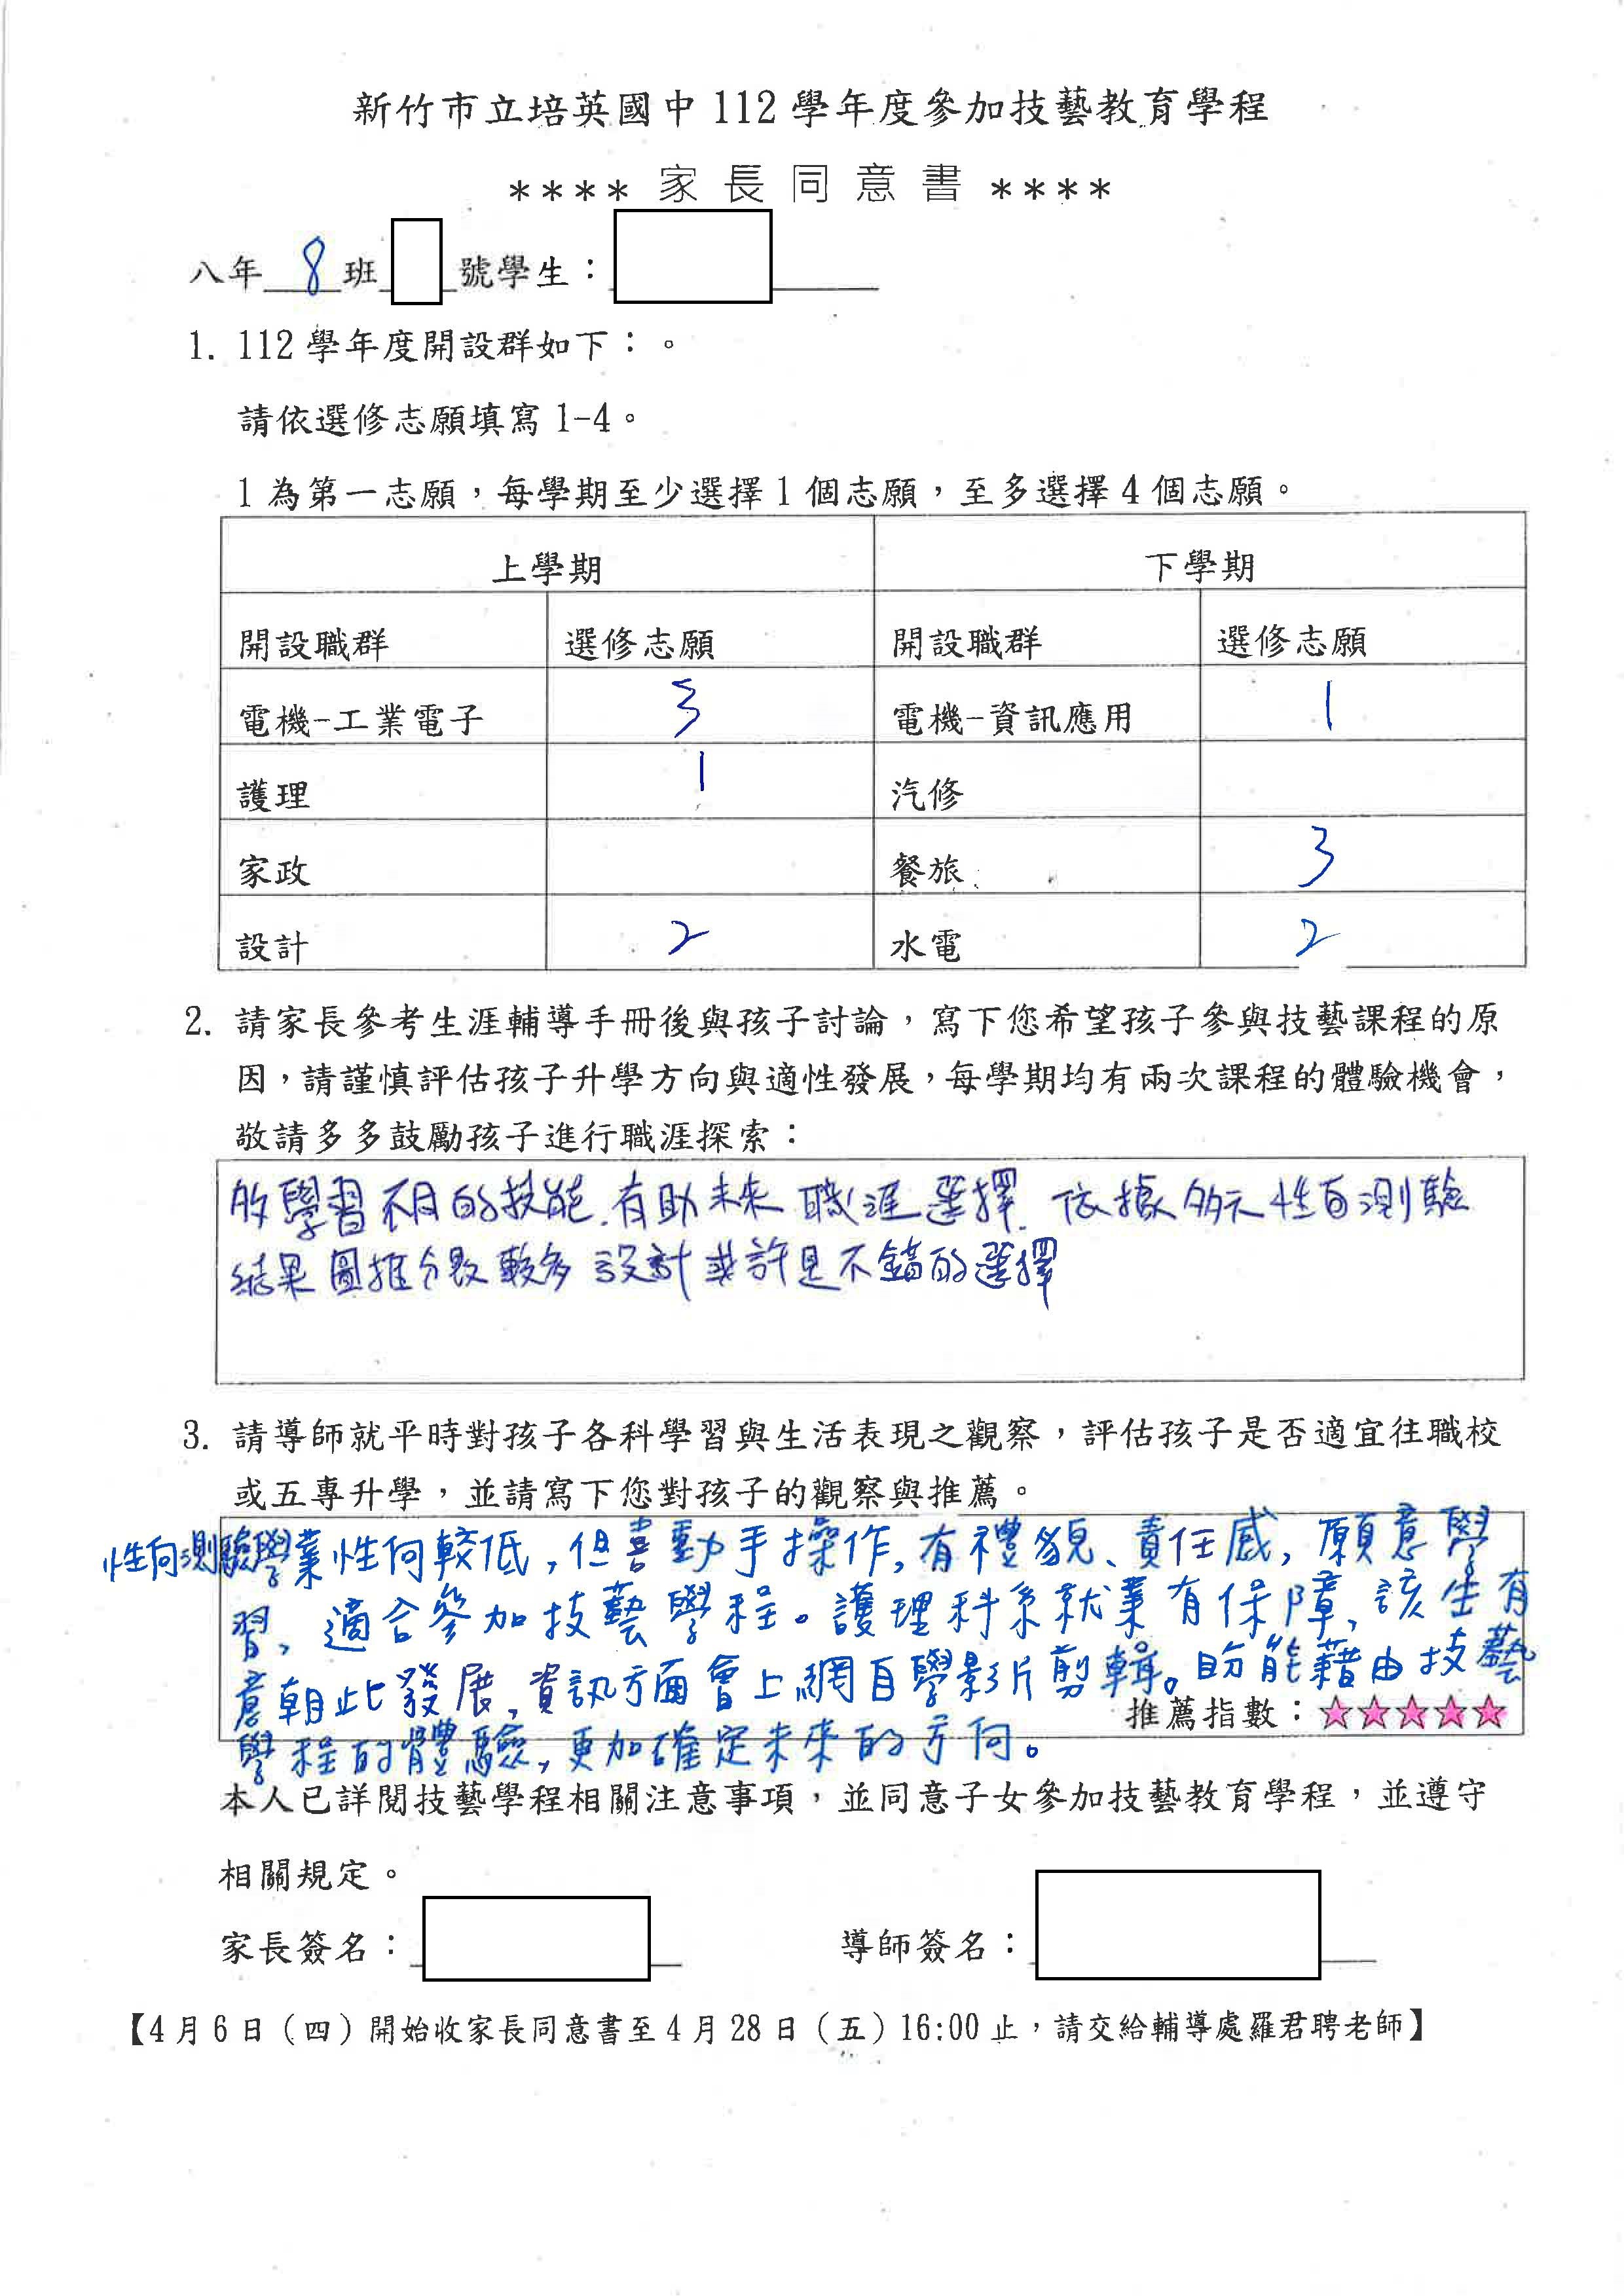 新竹市立培英國中 112 學年度參加技藝教育學程
**** 家長同意書 ****
八年 8 班 號學生：
1. 112 學年度開設群如下：。
請依選修志願填寫 1-4。
1 為第一志願，每學期至少選擇 1 個志願，至多選擇 4 個志願。
上學期 下學期
開設職群 選修志願 開設職群 選修志願
電機-工業電子 3 電機-資訊應用 1
護理 1 汽修
家政 餐旅 3
設計 2 水電 2
2. 請家長參考生涯輔導手冊後與孩子討論，寫下您希望孩子參與技藝課程的原
因，請謹慎評估孩子升學方向與適性發展，每學期均有兩次課程的體驗機會，
敬請多多鼓勵孩子進行職涯探索：
學習不同的技能.有助未來職涯選擇.依據多元性向測驗
結果圖推分數較多 設計或許是不錯的選擇
3. 請導師就平時對孩子各科學習與生活表現之觀察，評估孩子是否適宜往職校
或五專升學，並請寫下您對孩子的觀察與推薦。
性向測驗學業性向較低，但喜動手操作，有禮貌、責任感，願意學
習，適合參加技藝學程。護理科系就業有保障，該生有
意朝此發展，資訊方面會上網自學影片剪輯。盼能藉由技藝
推薦指數：☆☆☆☆☆
學程的體驗，更加確定未來的方向。
本人已詳閱技藝學程相關注意事項，並同意子女參加技藝教育學程，並遵守
相關規定。
家長簽名： 導師簽名：
【4 月 6 日（四）開始收家長同意書至 4 月 28 日（五）16:00 止，請交給輔導處羅君聘老師】